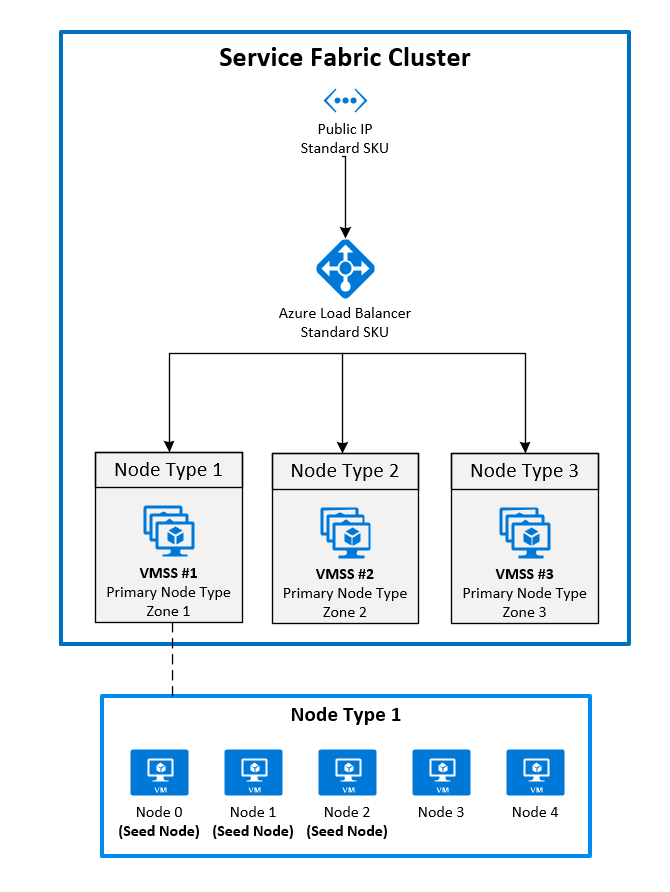 Service Fabric Cluster
Public IP
Standard SKU
Azure Load Balancer
Standard SKU
Node Type 1
VMSS #1
Primary Node Type
Zone 1
Node Type 2
VMSS #2
Primary Node Type
Zone 2
Node Type 3
VMSS #3
Primary Node Type
Zone 3
Node Type 1
VM
Node 0
(Seed Node)
VM
Node 1
(Seed Node)
VM
Node 2
(Seed Node)
VM
Node 3
VM
Node 4